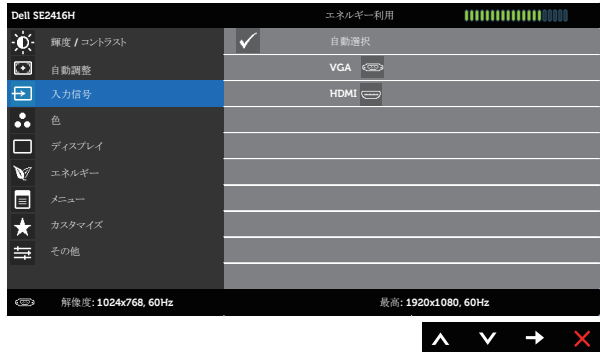 Dell SE2416H エネルギー利用
輝度 / コントラスト 自動選択
自動調整 VGA
入力信号 HDMI
色
ディスプレイ
エネルギー
メニュー
カスタマイズ
その他
解像度: 1024x768, 60Hz 最高: 1920x1080, 60Hz